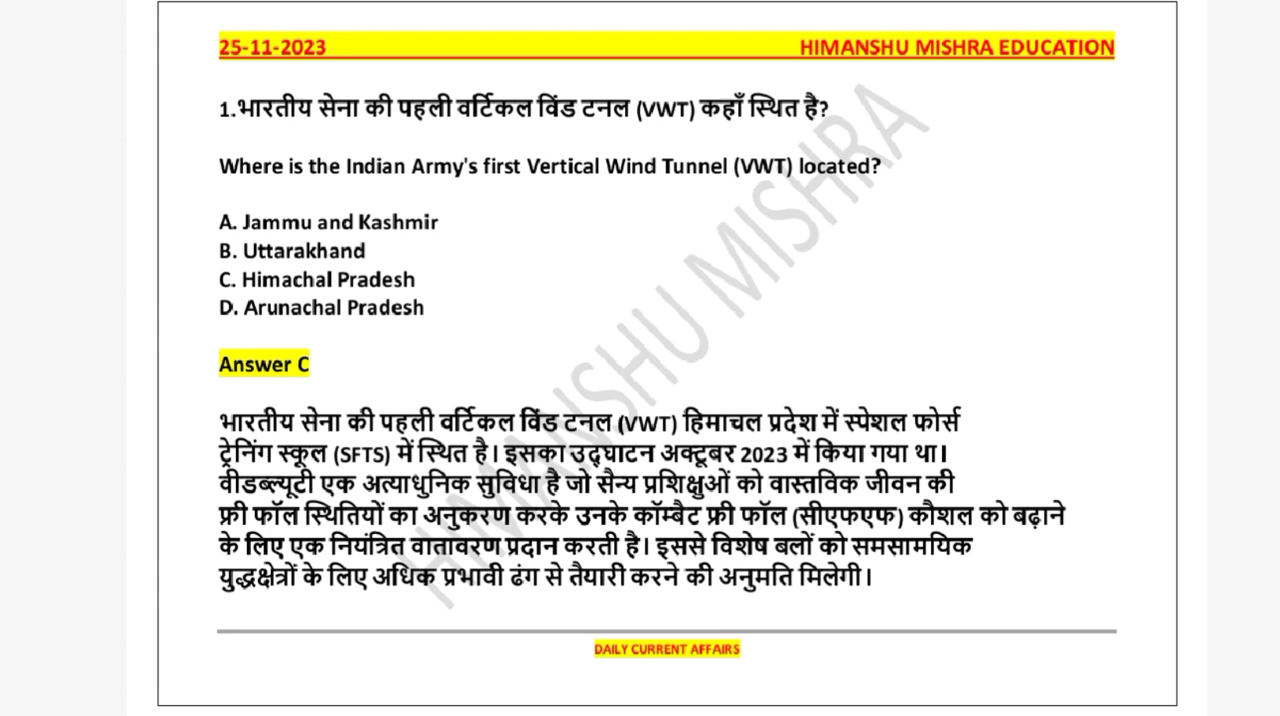 25-11-2023 HIMANSHU MISHRA EDUCATION
1.भारतीय सेना की पहली वर्टिकल विंड टनल (VWT) कहाँ स्थित है?
Where is the Indian Army's first Vertical Wind Tunnel (VWT) located?
A. Jammu and Kashmir
B. Uttarakhand
C. Himachal Pradesh
D. Arunachal Pradesh
Answer C
भारतीय सेना की पहली वर्टिकल विंड टनल (VWT) हिमाचल प्रदेश में स्पेशल फोर्स
ट्रेनिंग स्कूल (SFTS) में स्थित है। इसका उद्घाटन अक्टूबर 2023 में किया गया था।
वीडब्ल्यूटी एक अत्याधुनिक सुविधा है जो सैन्य प्रशिक्षुओं को वास्तविक जीवन की
फ्री फॉल स्थितियों का अनुकरण करके उनके कॉम्बैट फ्री फॉल (सीएफएफ) कौशल को बढ़ाने
के लिए एक नियंत्रित वातावरण प्रदान करती है। इससे विशेष बलों को समसामयिक
युद्धक्षेत्रों के लिए अधिक प्रभावी ढंग से तैयारी करने की अनुमति मिलेगी।
HIMANSHU MISHRA
DAILY CURRENT AFFAIRS